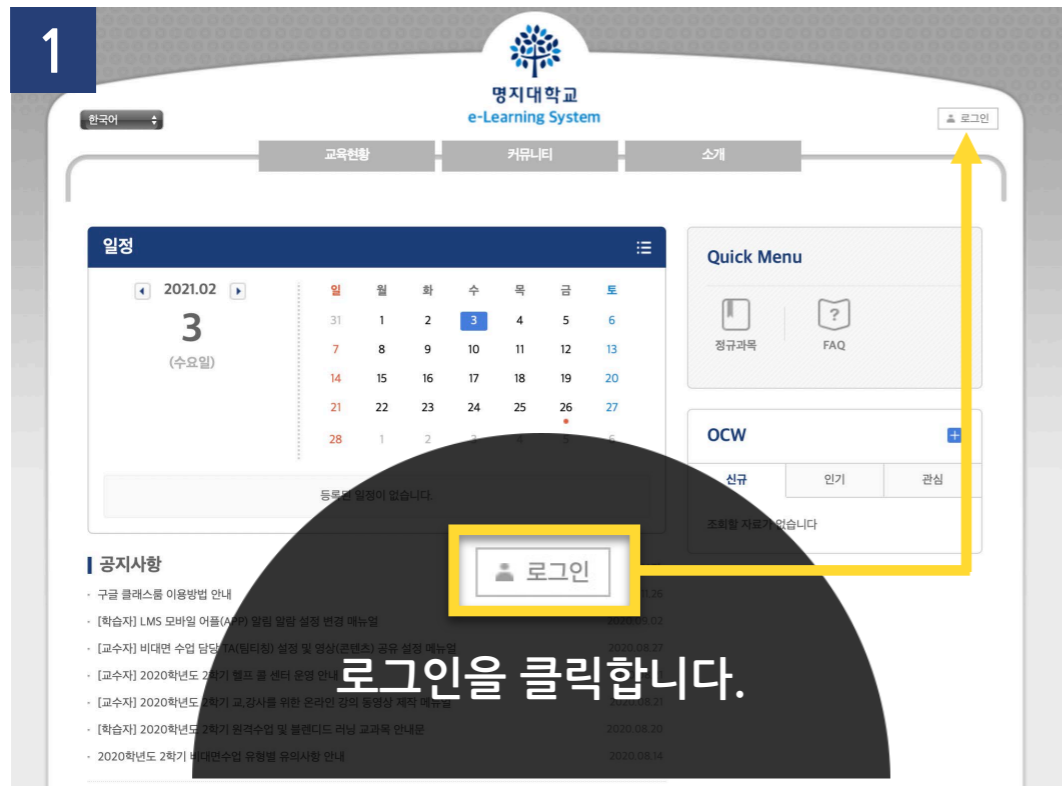 1
명지대학교
e-Learning System
한국어
로그인
교육현황
커뮤니티
소개
일정
2021.02
3
(수요일)
일 월 화 수 목 금 토
31 1 2 3 4 5 6
7 8 9 10 11 12 13
14 15 16 17 18 19 20
21 22 23 24 25 26 27
28 1 2 3 4 5 6
등록된 일정이 없습니다.
Quick Menu
정규과목
FAQ
OCW
신규
인기
관심
조회할 자료가 없습니다
공지사항
구글 클래스룸 이용방법 안내
[학습자] LMS 모바일 어플(APP) 알림 알람 설정 변경 매뉴얼 2020.09.02
[교수자] 비대면 수업 담당 TA(팀티칭) 설정 및 영상(콘텐츠) 공유 설정 메뉴얼 2020.08.27
[교수자] 2020학년도 2학기 헬프 콜 센터 운영 안내
[교수자] 2020학년도 2학기 교,강사를 위한 온라인 강의 동영상 제작 메뉴얼 2020.08.21
[학습자] 2020학년도 2학기 원격수업 및 블렌디드 러닝 교과목 안내문 2020.08.20
2020학년도 2학기 비대면수업 유형별 유의사항 안내 2020.08.14
로그인
로그인을 클릭합니다.